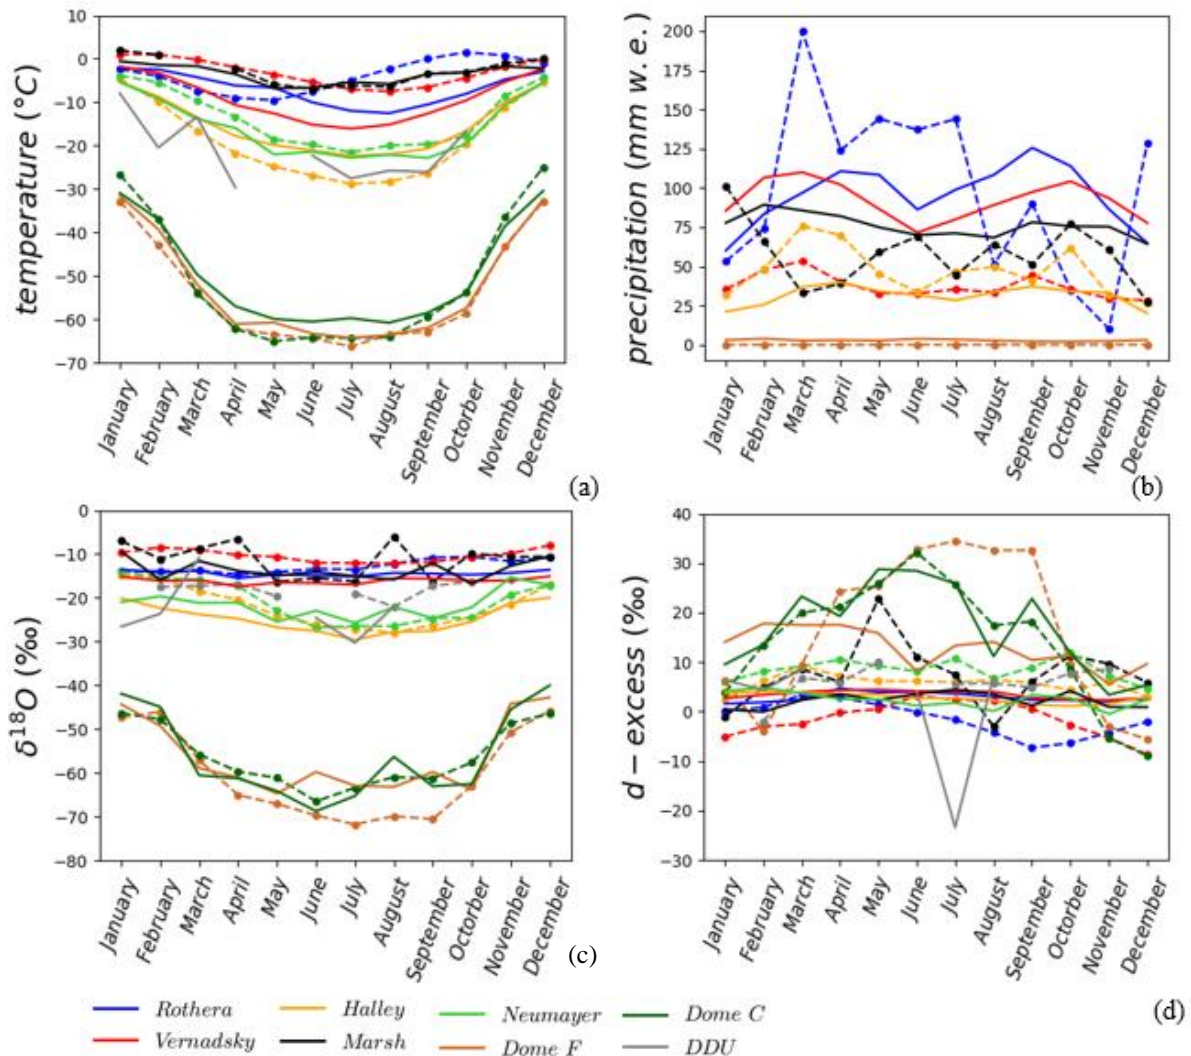 10
0
−10
−20
−30
−40
−50
−60
−70
temperature (°C)
January
February
March
April
May
June
July
August
September
Octorber
November
December
(a)
200
175
150
125
100
75
50
25
0
precipitation (mm w. e.)
January
February
March
April
May
June
July
August
September
Octorber
November
December
(b)
0
−10
−20
−30
−40
−50
−60
−70
−80
δ¹⁸O (‰)
January
February
March
April
May
June
July
August
September
Octorber
November
December
(c)
40
30
20
10
0
−10
−20
−30
d − excess (‰)
January
February
March
April
May
June
July
August
September
Octorber
November
December
(d)
Rothera Halley Neumayer Dome C
Vernadsky Marsh Dome F DDU